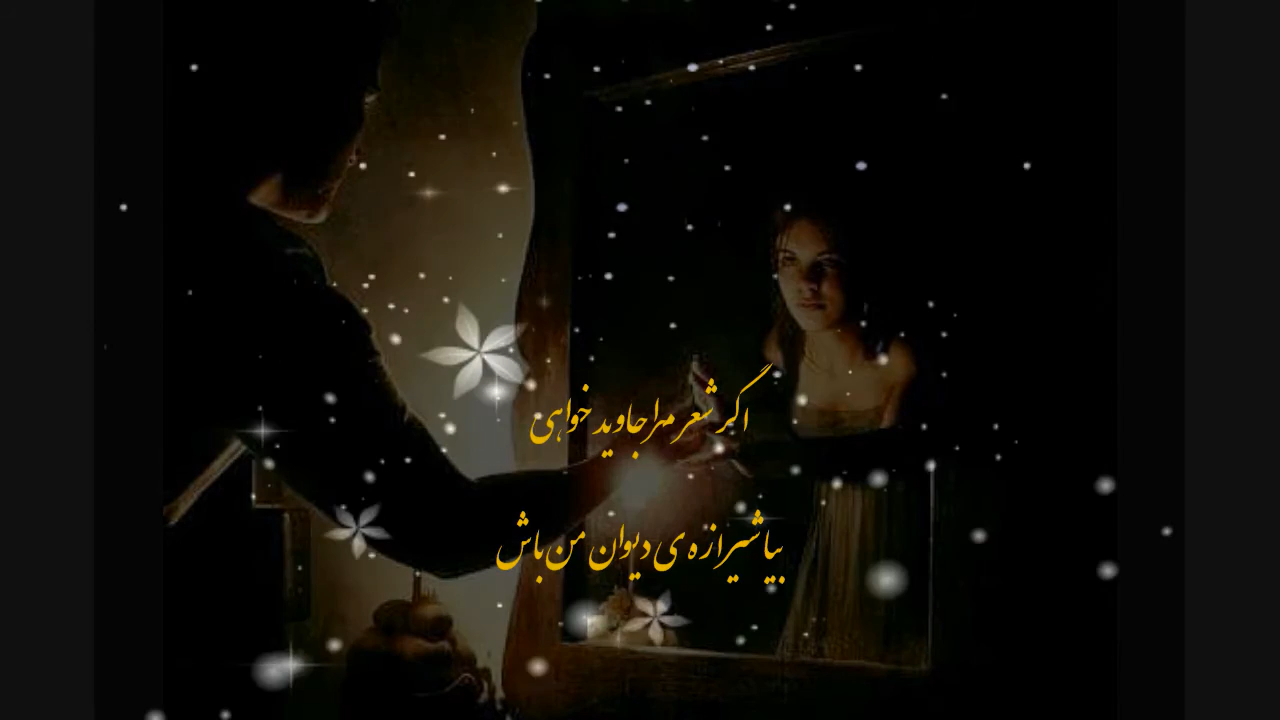 اگر شعر مرا جاوید خواهی
بیا شیرازه ی دیوان من باش